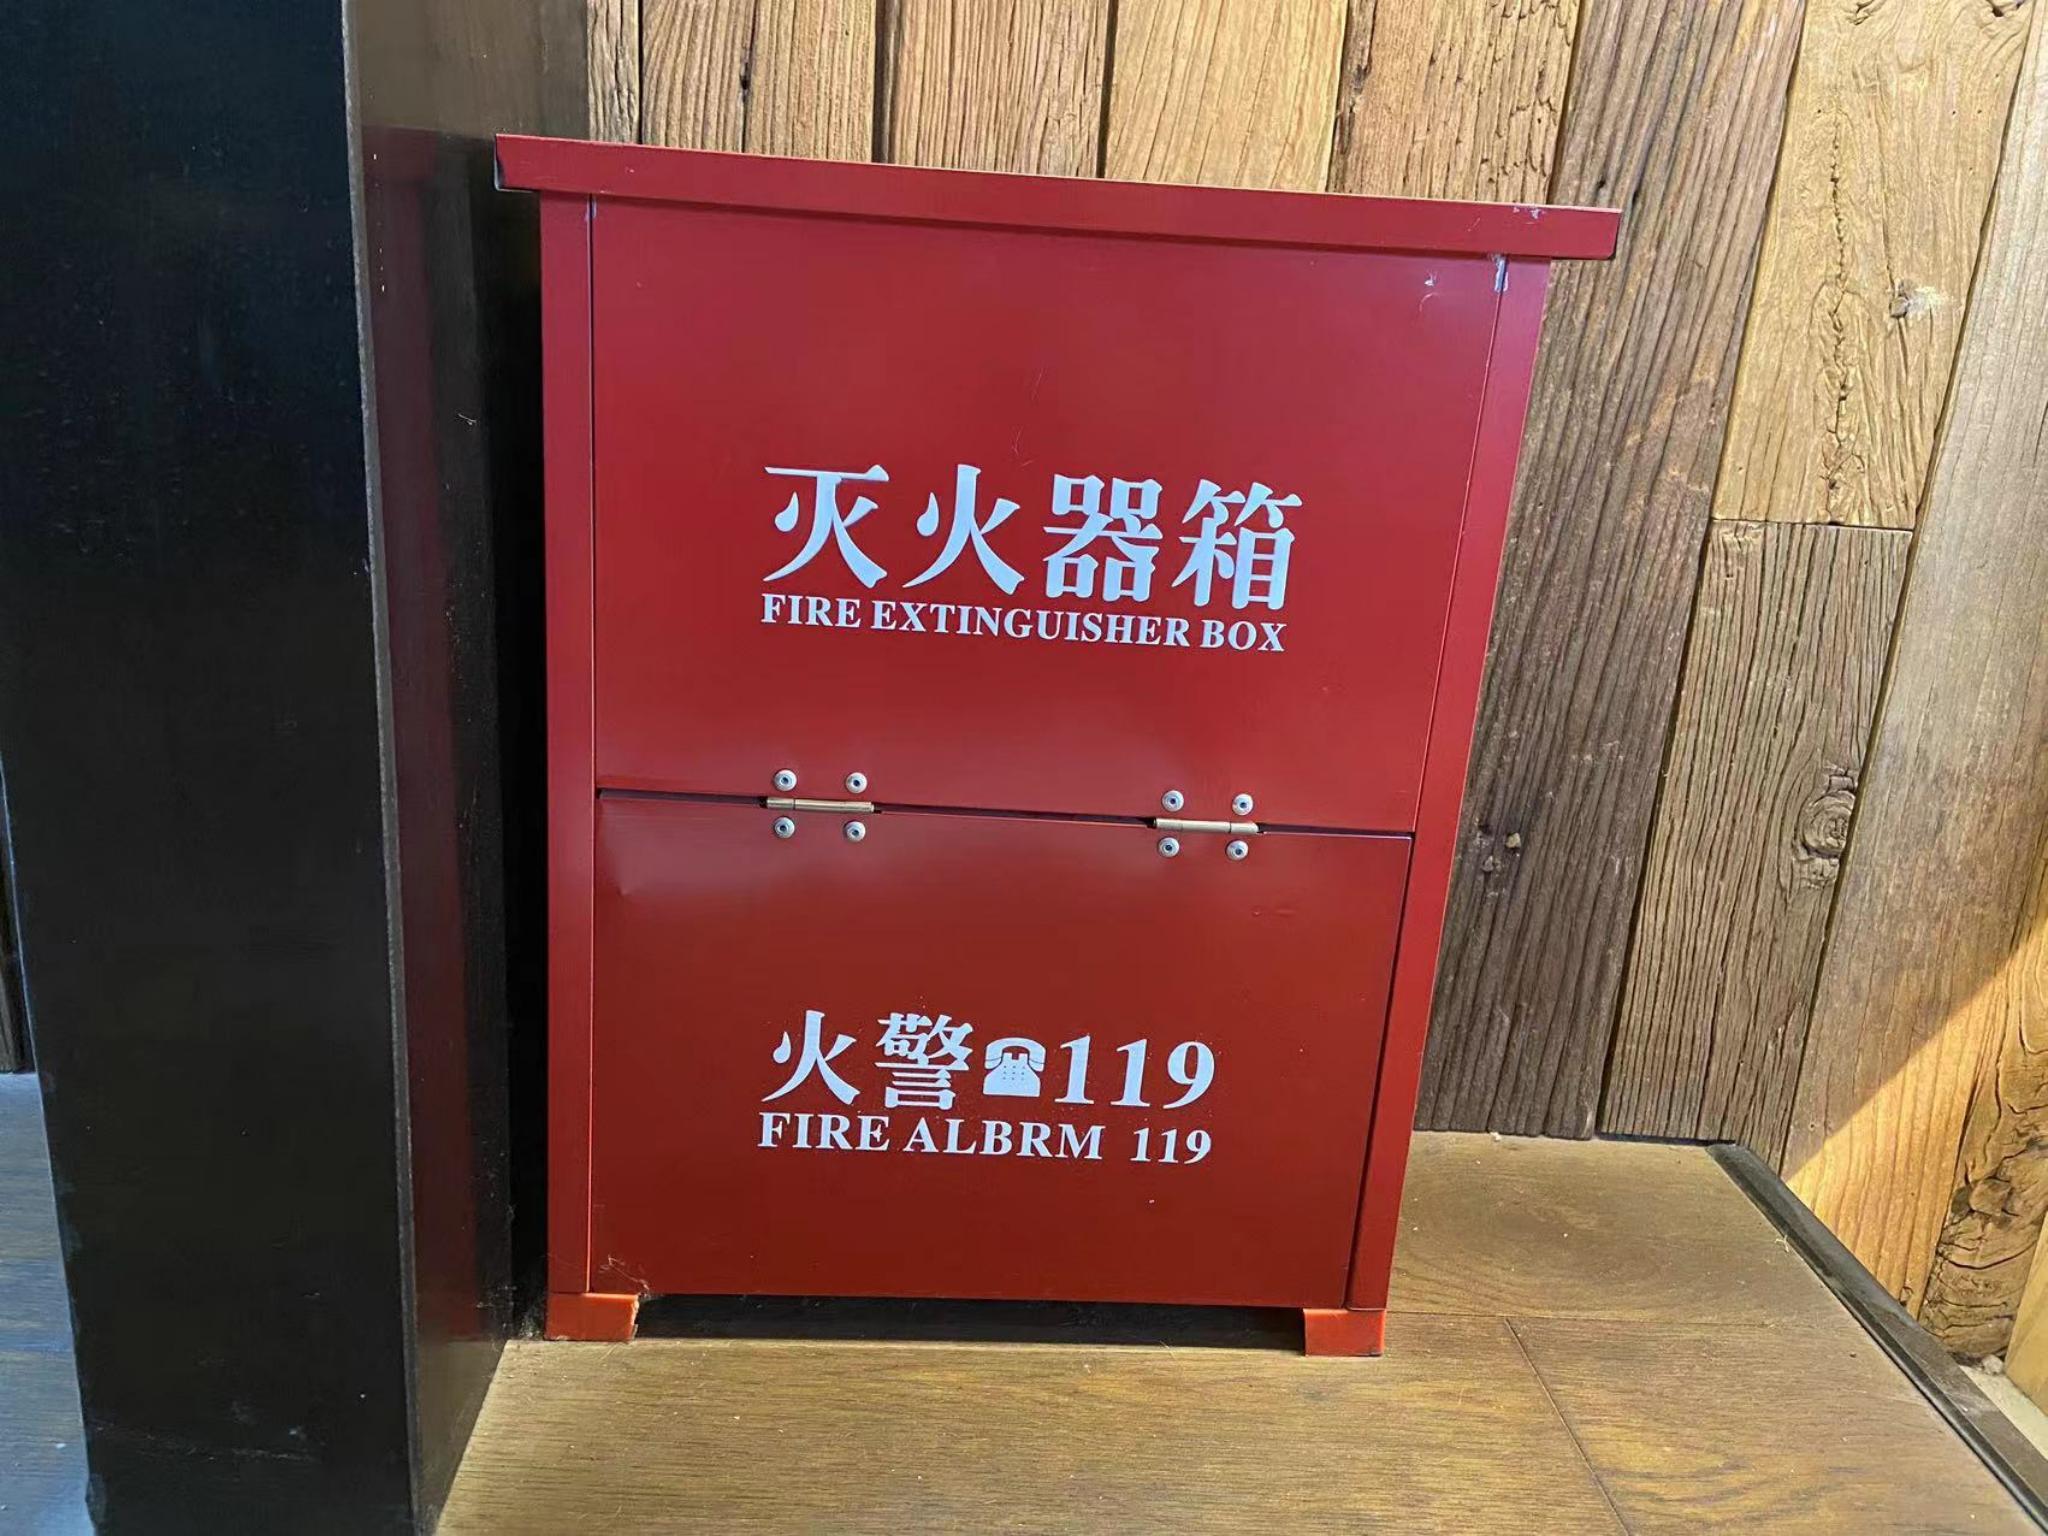 灭火器箱
FIRE EXTINGUISHER BOX
火警☎119
FIRE ALBRM 119